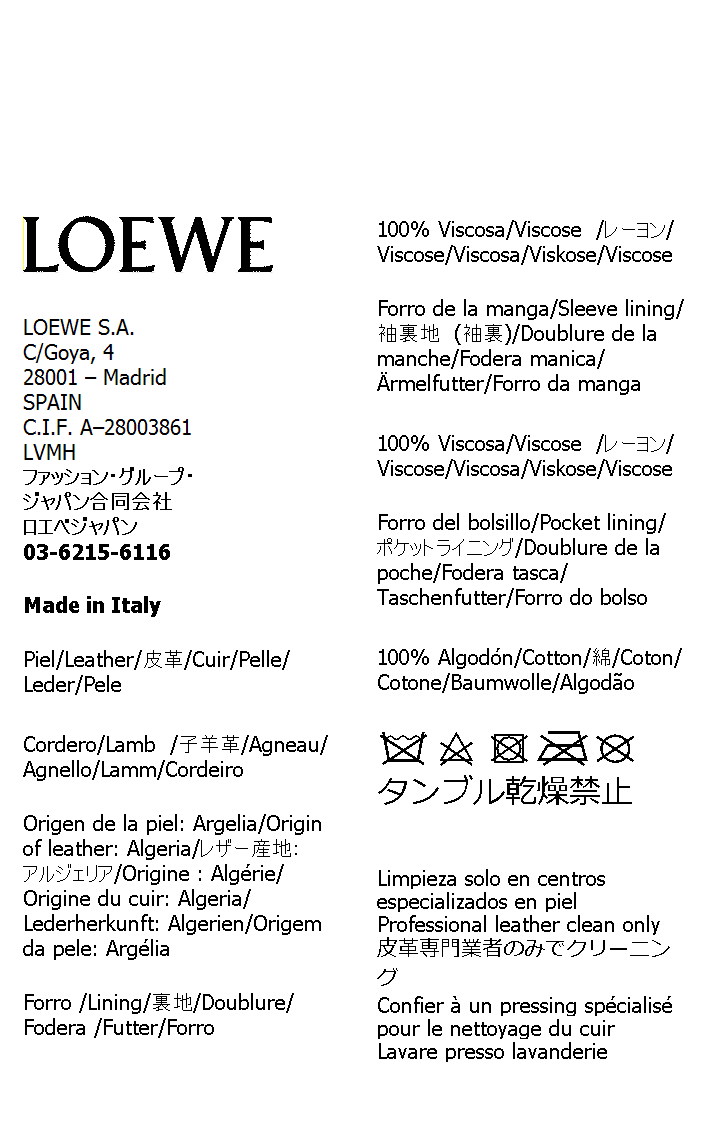 LOEWE
LOEWE S.A.
C/Goya, 4
28001 – Madrid
SPAIN
C.I.F. A–28003861
LVMH
ファッション・グループ・
ジャパン合同会社
ロエベジャパン
03-6215-6116
Made in Italy
Piel/Leather/皮革/Cuir/Pelle/
Leder/Pele
Cordero/Lamb /子羊革/Agneau/
Agnello/Lamm/Cordeiro
Origen de la piel: Argelia/Origin
of leather: Algeria/レザー産地:
アルジェリア/Origine : Algérie/
Origine du cuir: Algeria/
Lederherkunft: Algerien/Origem
da pele: Argélia
Forro /Lining/裏地/Doublure/
Fodera /Futter/Forro
100% Viscosa/Viscose /レーヨン/
Viscose/Viscosa/Viskose/Viscose
Forro de la manga/Sleeve lining/
袖裏地 (袖裏)/Doublure de la
manche/Fodera manica/
Ärmelfutter/Forro da manga
100% Viscosa/Viscose /レーヨン/
Viscose/Viscosa/Viskose/Viscose
Forro del bolsillo/Pocket lining/
ポケットライニング/Doublure de la
poche/Fodera tasca/
Taschenfutter/Forro do bolso
100% Algodón/Cotton/綿/Coton/
Cotone/Baumwolle/Algodão
タンブル乾燥禁止
Limpieza solo en centros
especializados en piel
Professional leather clean only
皮革専門業者のみでクリーニン
グ
Confier à un pressing spécialisé
pour le nettoyage du cuir
Lavare presso lavanderie